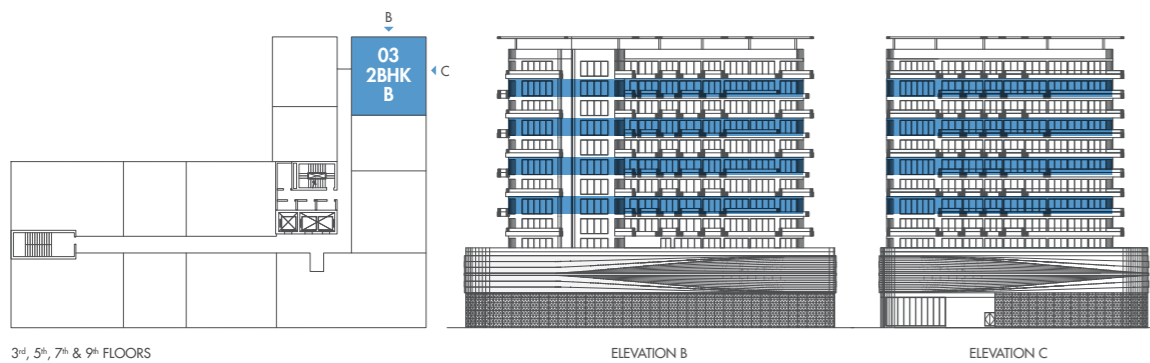 B
03
2BHK
B
C
3rd, 5th, 7th & 9th FLOORS
ELEVATION B
ELEVATION C